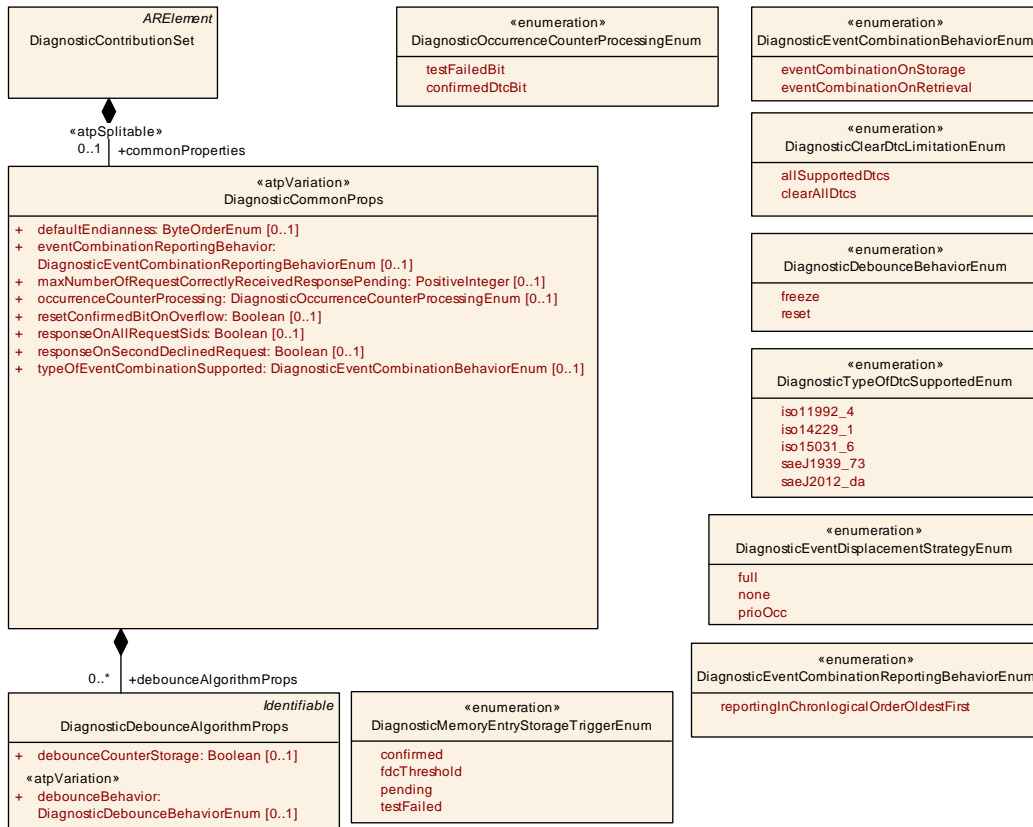 ARElement
DiagnosticContributionSet
«atpSplitable»
0..1 +commonProperties
«atpVariation»
DiagnosticCommonProps
+ defaultEndianness: ByteOrderEnum [0..1]
+ eventCombinationReportingBehavior:
DiagnosticEventCombinationReportingBehaviorEnum [0..1]
+ maxNumberOfRequestCorrectlyReceivedResponsePending: PositiveInteger [0..1]
+ occurrenceCounterProcessing: DiagnosticOccurrenceCounterProcessingEnum [0..1]
+ resetConfirmedBitOnOverflow: Boolean [0..1]
+ responseOnAllRequestSids: Boolean [0..1]
+ responseOnSecondDeclinedRequest: Boolean [0..1]
+ typeOfEventCombinationSupported: DiagnosticEventCombinationBehaviorEnum [0..1]
0..* +debounceAlgorithmProps
Identifiable
DiagnosticDebounceAlgorithmProps
+ debounceCounterStorage: Boolean [0..1]
«atpVariation»
+ debounceBehavior:
DiagnosticDebounceBehaviorEnum [0..1]
«enumeration»
DiagnosticMemoryEntryStorageTriggerEnum
confirmed
fdcThreshold
pending
testFailed
«enumeration»
DiagnosticOccurrenceCounterProcessingEnum
testFailedBit
confirmedDtcBit
«enumeration»
DiagnosticEventCombinationBehaviorEnum
eventCombinationOnStorage
eventCombinationOnRetrieval
«enumeration»
DiagnosticClearDtcLimitationEnum
allSupportedDtcs
clearAllDtcs
«enumeration»
DiagnosticDebounceBehaviorEnum
freeze
reset
«enumeration»
DiagnosticTypeOfDtcSupportedEnum
iso11992_4
iso14229_1
iso15031_6
saeJ1939_73
saeJ2012_da
«enumeration»
DiagnosticEventDisplacementStrategyEnum
full
none
prioOcc
«enumeration»
DiagnosticEventCombinationReportingBehaviorEnum
reportingInChronlogicalOrderOldestFirst